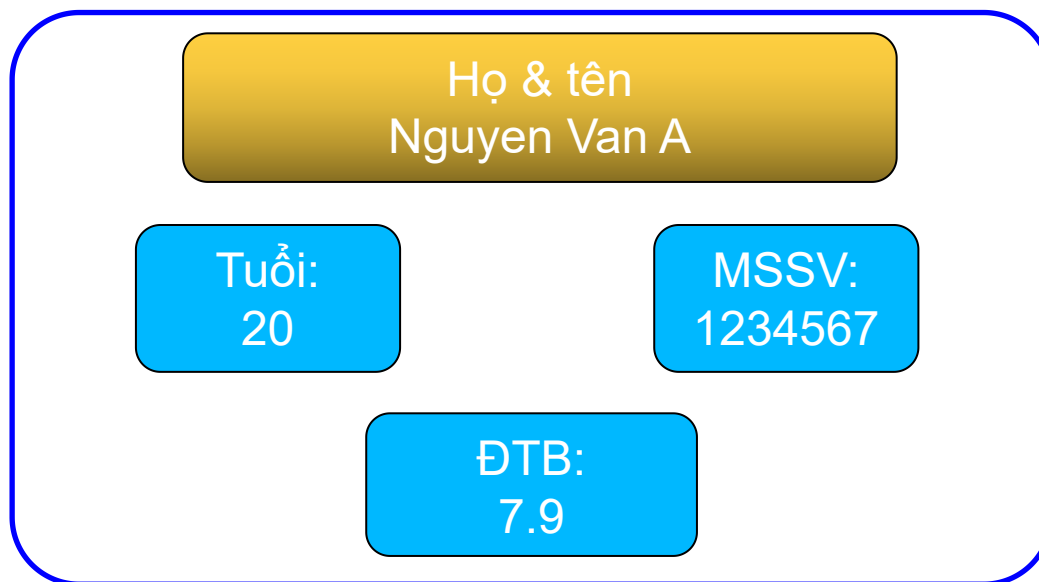 Họ & tên
Nguyen Van A
Tuổi:
20
MSSV:
1234567
ĐTB:
7.9